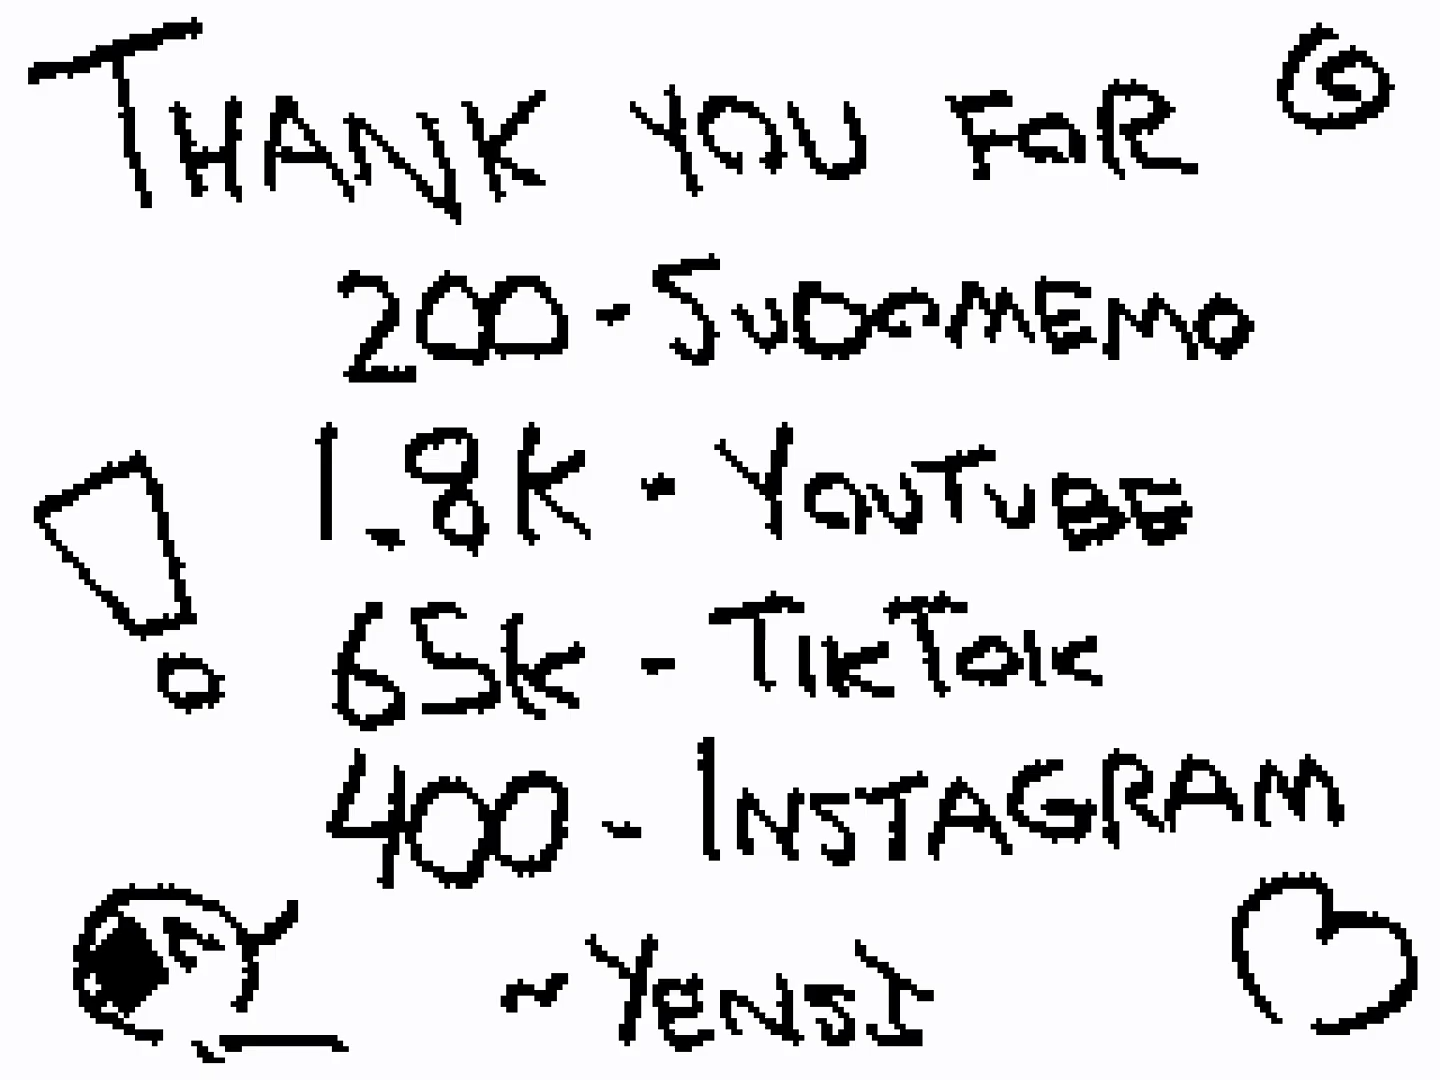 THANK YOU FOR
200 - SUDOMEMO
1.8K - YOUTUBE
65K - TIKTOK
400 - INSTAGRAM
~ YENSI